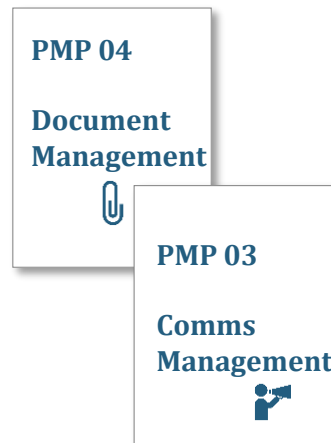 PMP 04
Document
Management
PMP 03
Comms
Management